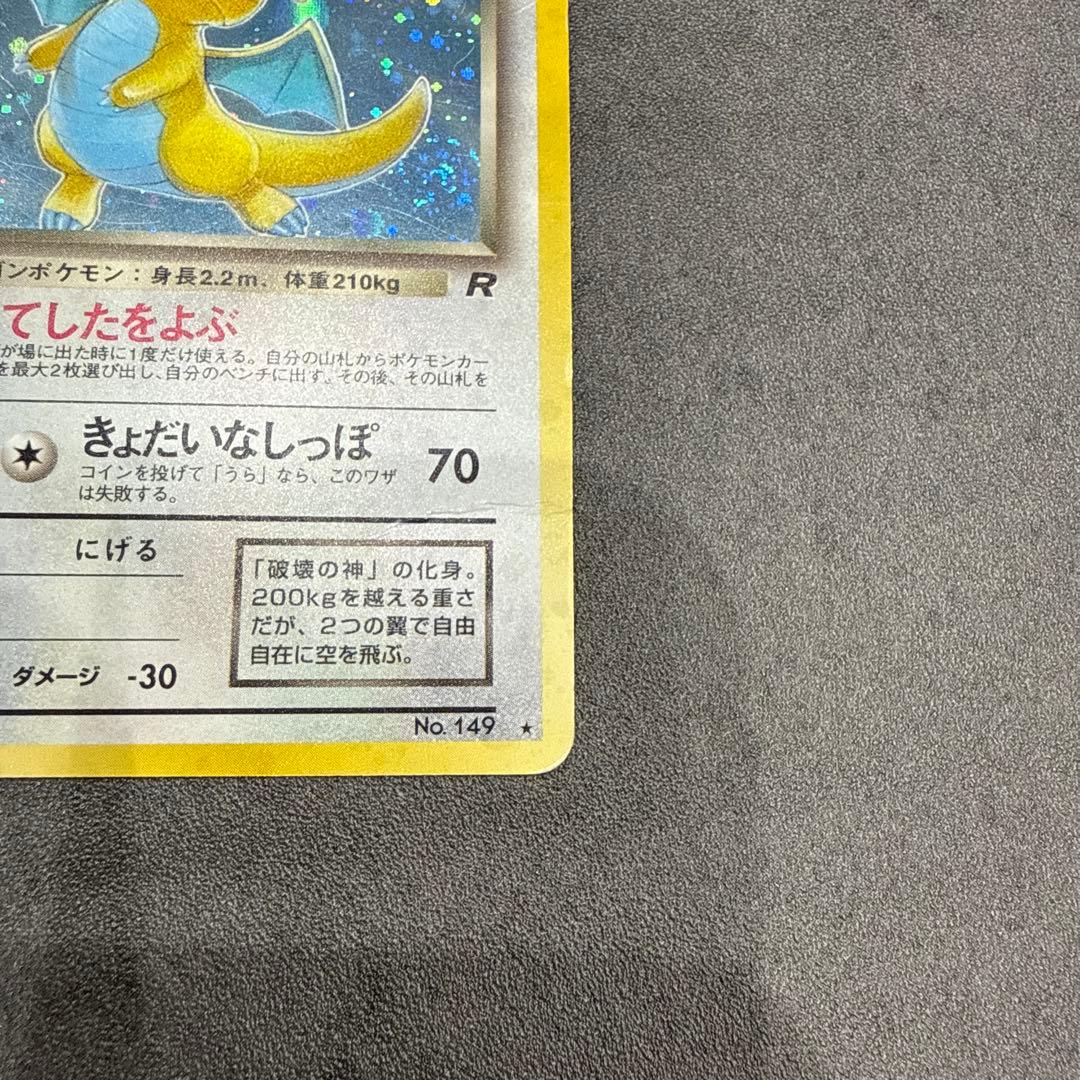 ンポケモン：身長2.2m、体重210kg
R
てしたをよぶ
が場に出た時に1度だけ使える。自分の山札からポケモンカー
を最大2枚選び出し、自分のベンチに出す。その後、その山札を
きょだいなしっぽ
70
コインを投げて「うら」なら、このワザ
は失敗する。
にげる
「破壊の神」の化身。
200kgを越える重さ
だが、2つの翼で自由
自在に空を飛ぶ。
ダメージ -30
No. 149 ★